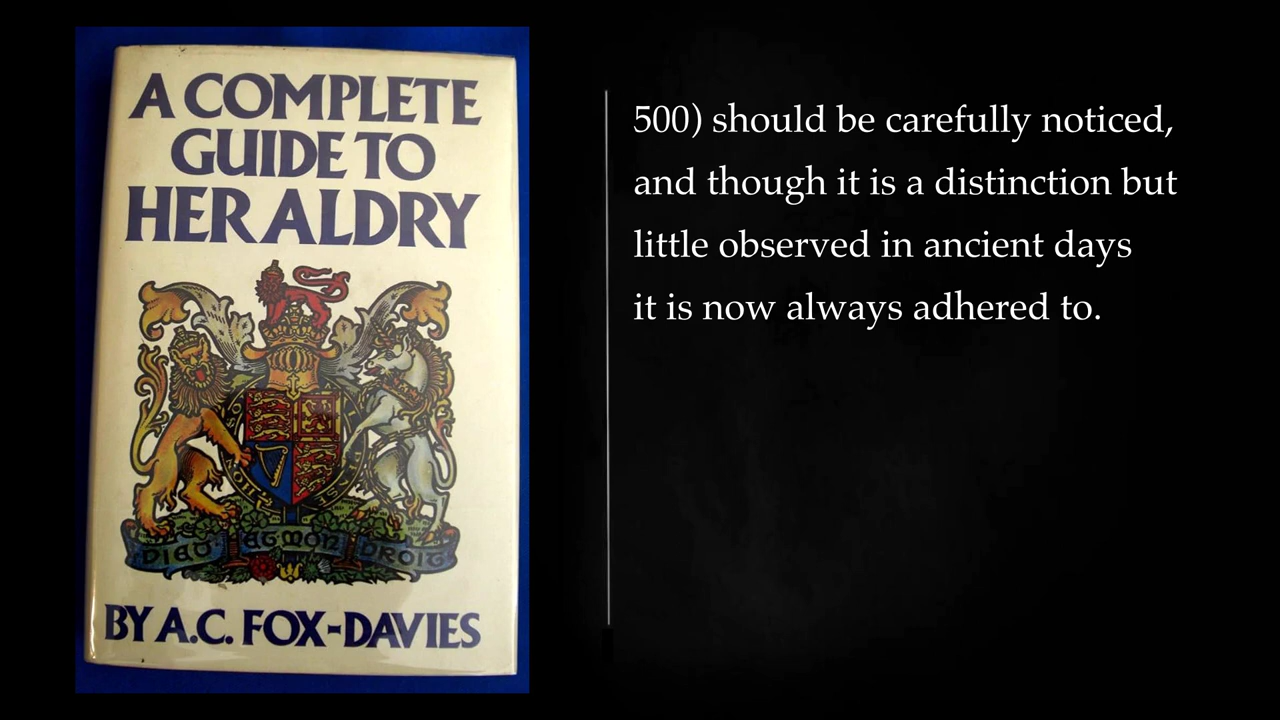 A COMPLETE
GUIDE TO
HERALDRY
DIEU ET MON DROIT
BY A.C. FOX-DAVIES
500) should be carefully noticed,
and though it is a distinction but
little observed in ancient days
it is now always adhered to.